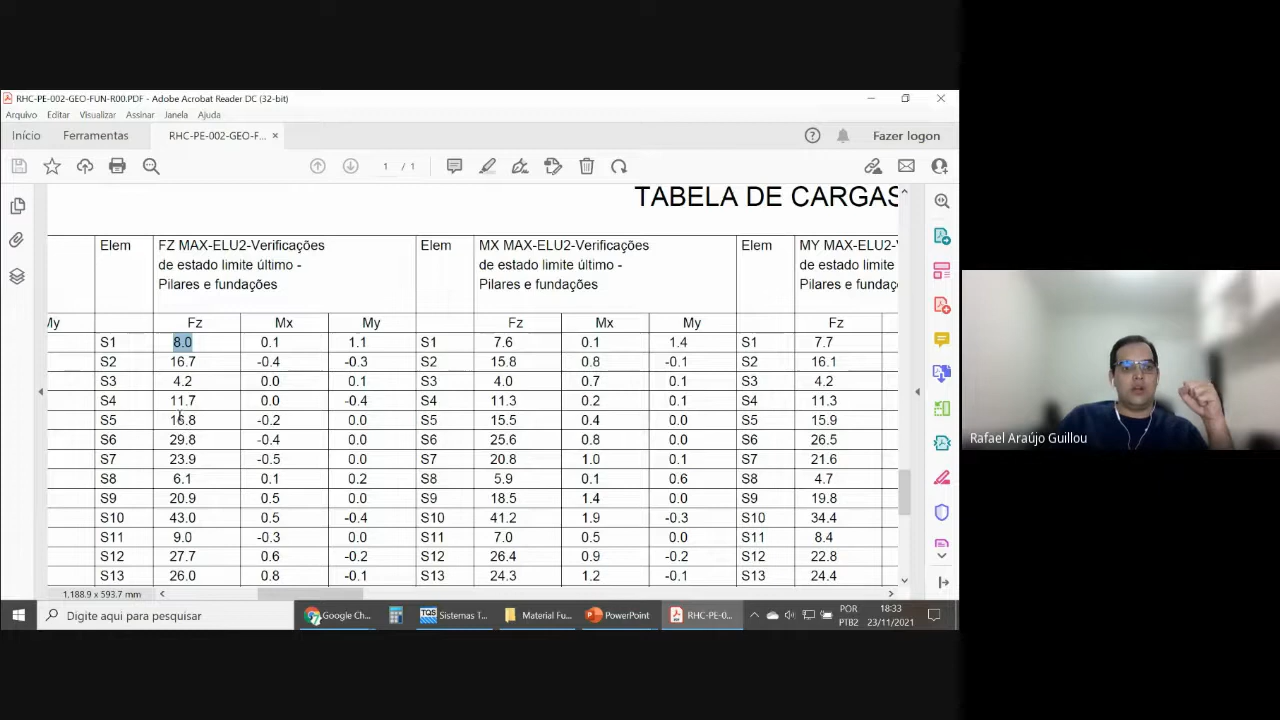 RHC-PE-002-GEO-FUN-R00.PDF - Adobe Acrobat Reader DC (32-bit)
Arquivo Editar Visualizar Assinar Janela Ajuda
Início Ferramentas RHC-PE-002-GEO-F... × Fazer logon
1 / 1
TABELA DE CARGAS
Elem FZ MAX-ELU2-Verificações Elem MX MAX-ELU2-Verificações Elem MY MAX-ELU2-
de estado limite último - de estado limite último - de estado limite
Pilares e fundações Pilares e fundações Pilares e
My Fz Mx My Fz Mx My Fz
S1 8.0 0.1 1.1 S1 7.6 0.1 1.4 S1 7.7
S2 16.7 -0.4 -0.3 S2 15.8 0.8 -0.1 S2 16.1
S3 4.2 0.0 0.1 S3 4.0 0.7 0.1 S3 4.2
S4 11.7 0.0 -0.4 S4 11.3 0.2 0.1 S4 11.3
S5 -0.2 0.0 S5 15.5 0.4 0.0 S5 15.9
S6 29.8 -0.4 0.0 S6 25.6 0.8 0.0 S6 26.5
S7 23.9 -0.5 0.0 S7 20.8 1.0 0.1 S7 21.6
S8 6.1 0.1 0.2 S8 5.9 0.1 0.6 S8 4.7
S9 20.9 0.5 0.0 S9 18.5 1.4 0.0 S9 19.8
S10 43.0 0.5 -0.4 S10 41.2 1.9 -0.3 S10 34.4
S11 9.0 -0.3 0.0 S11 7.0 0.5 0.0 S11 8.4
S12 27.7 0.6 -0.2 S12 26.4 0.9 -0.2 S12 22.8
S13 26.0 0.8 -0.1 S13 24.3 1.2 -0.1 S13 24.4
1.188.9 x 593.7 mm
Rafael Araújo Guillou
Digite aqui para pesquisar Google Ch... TQS Sistemas T... Material Fu... PowerPoint RHC-PE-0... POR 18:33
PTB2 23/11/2021